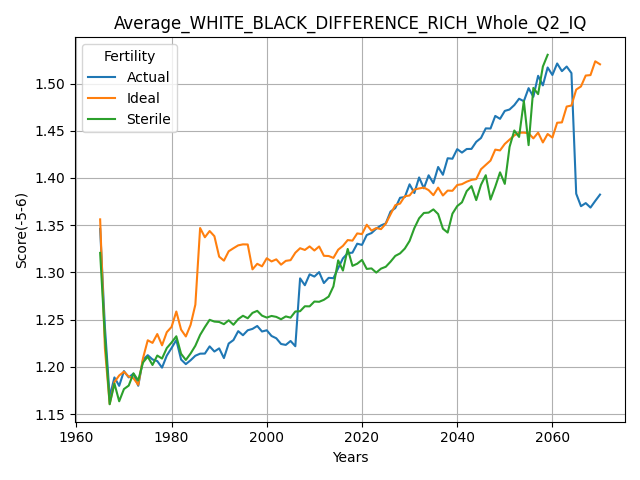 Average_WHITE_BLACK_DIFFERENCE_RICH_Whole_Q2_IQ
Fertility
Actual
Ideal
Sterile
Score(-5-6)
1.50
1.45
1.40
1.35
1.30
1.25
1.20
1.15
1960 1980 2000 2020 2040 2060
Years